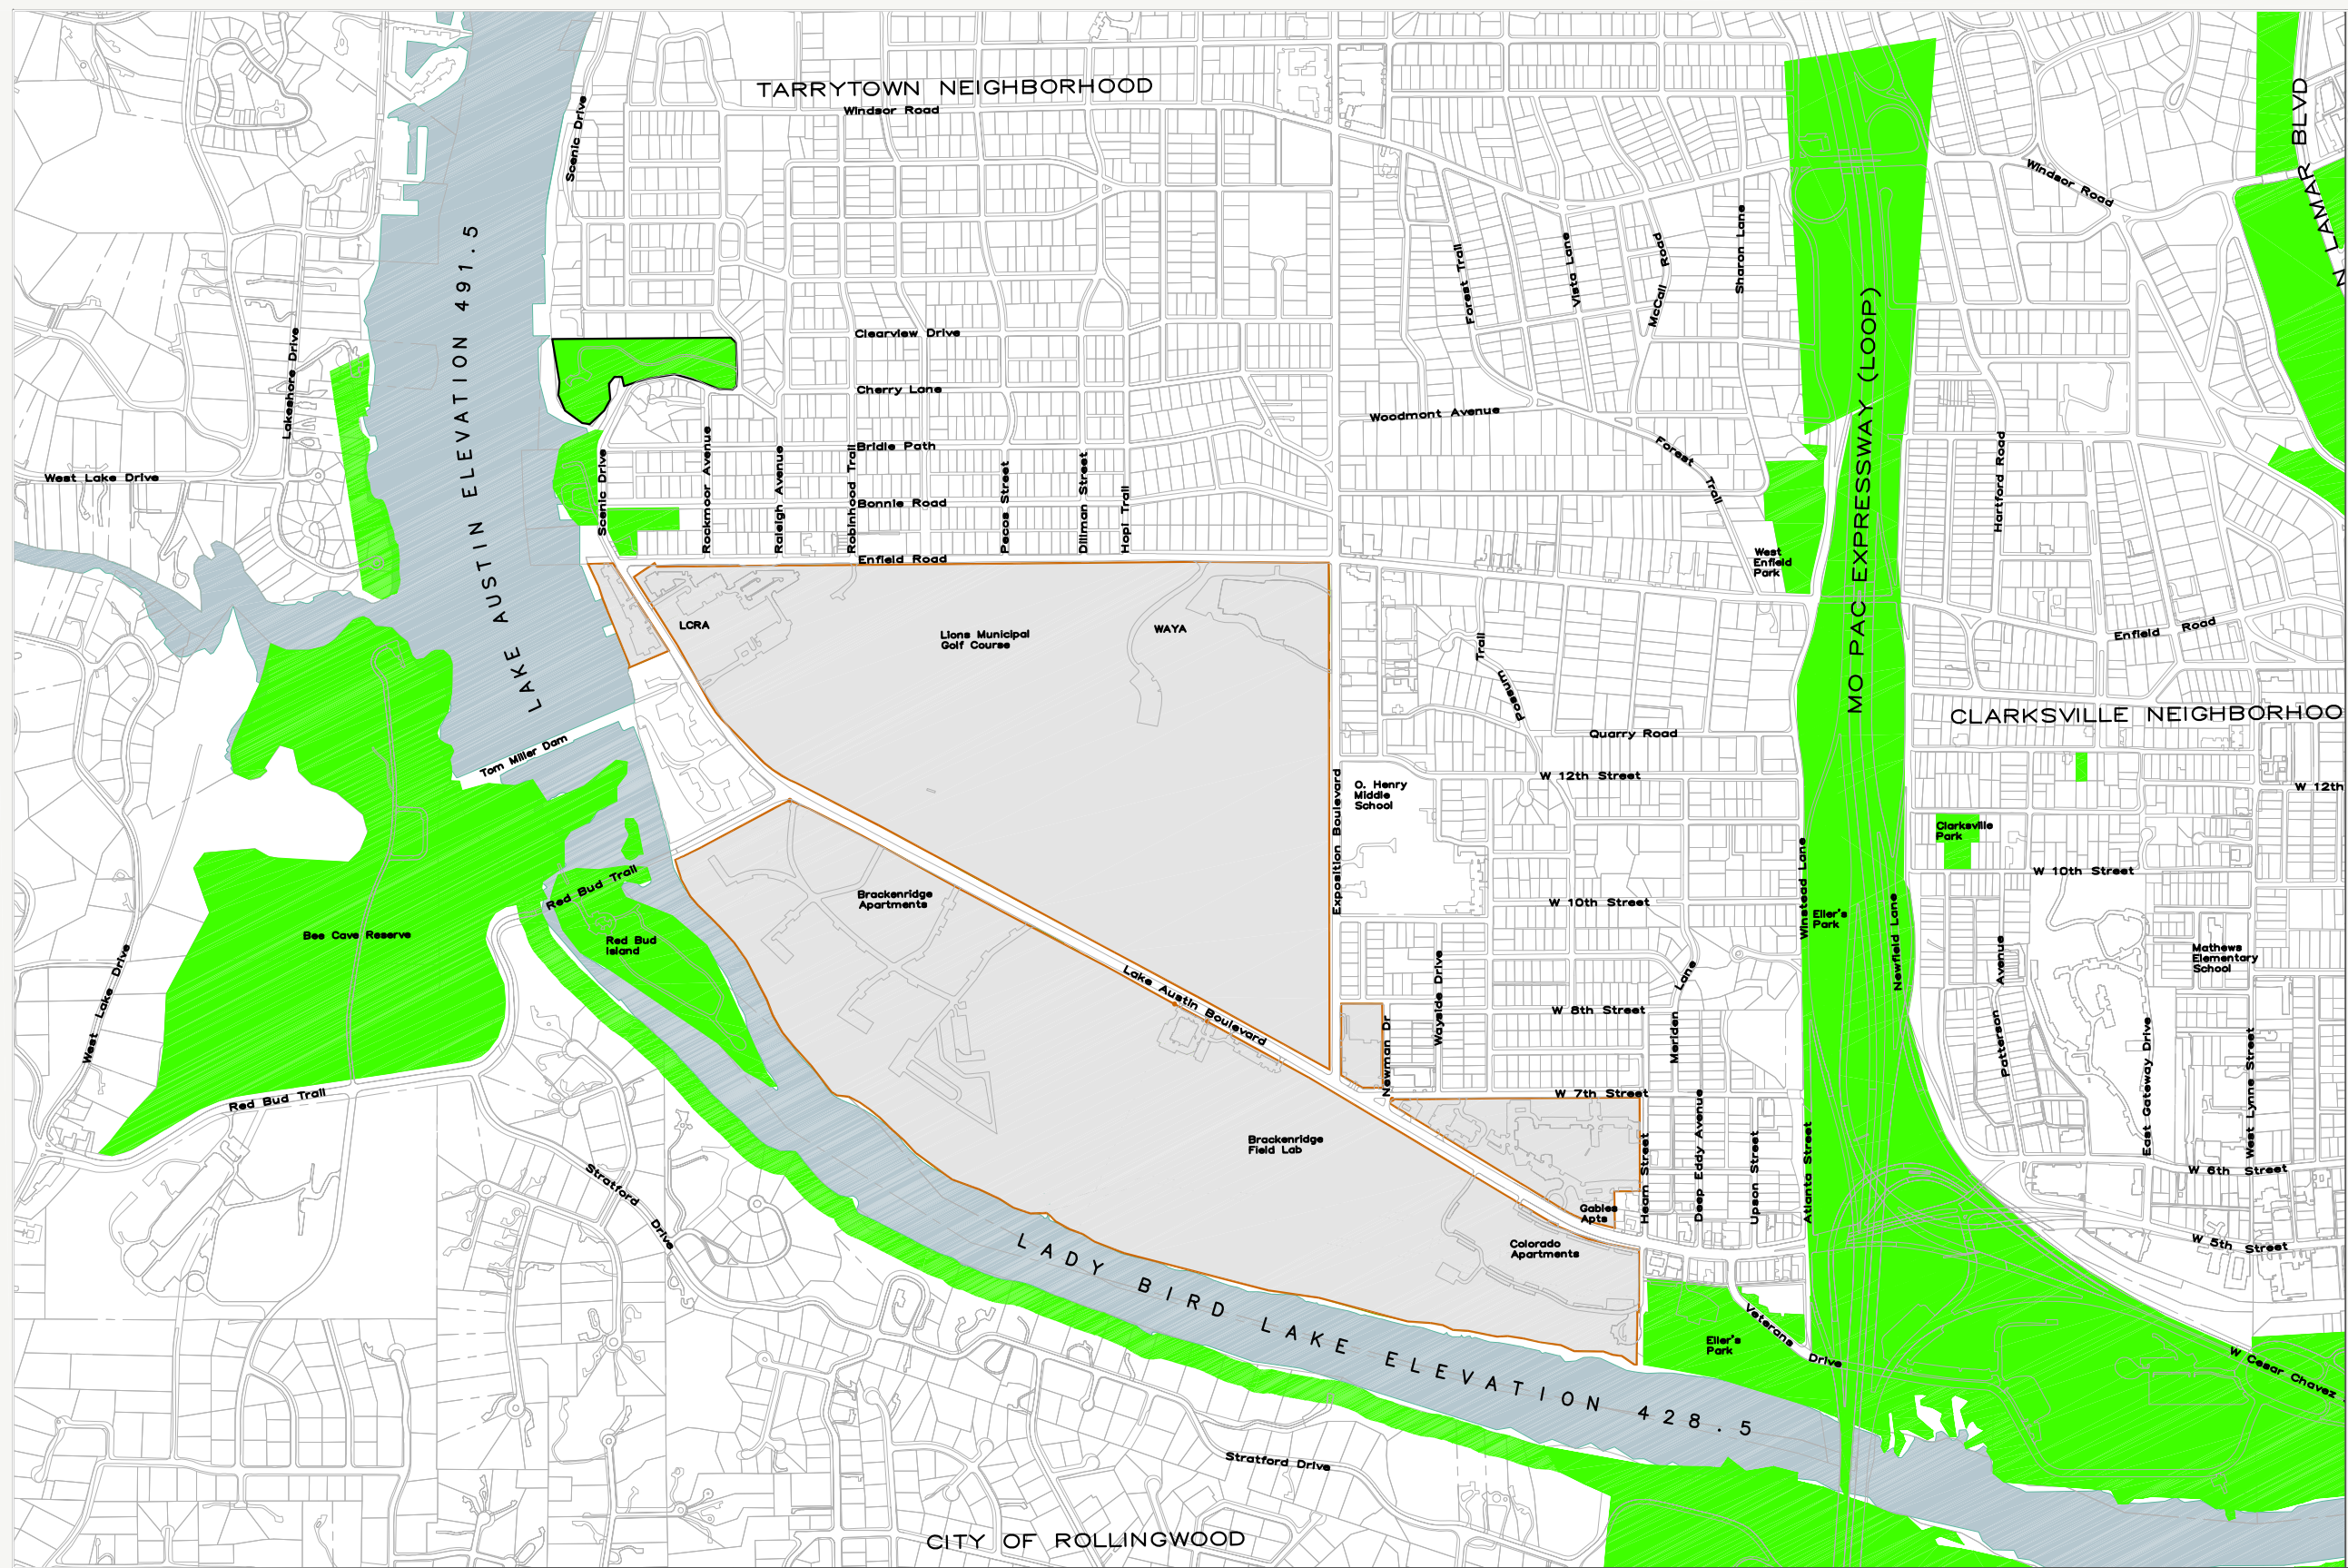 TARRYTOWN NEIGHBORHOOD
Windsor Road
Scenic Drive
N LAMAR BLVD
Windsor Road
LAKE AUSTIN ELEVATION 491.5
Forest Trail
Vista Lane
McCall Road
Sharon Lane
MO PAC EXPRESSWAY (LOOP)
Lakeshore Drive
Clearview Drive
Cherry Lane
Woodmont Avenue
Forest Trail
Bridle Path
West Lake Drive
Scenic Drive
Rockmoor Avenue
Raleigh Avenue
Robinhood Trail
Bonnie Road
Pecos Street
Dillman Street
Hopi Trail
Hartford Road
Enfield Road
West
Enfield
Park
LCRA
Lions Municipal
Golf Course
WAYA
Possum Trail
Enfield Road
CLARKSVILLE NEIGHBORHOO
Quarry Road
Tom Miller Dam
W 12th Street
W 12th
O. Henry
Middle
School
Exposition Boulevard
Clarksville
Park
W 10th Street
Red Bud Trail
Brackenridge
Apartments
W 10th Street
Winstead Lane
Eiler's
Park
Newfield Lane
Bee Cave Reserve
Red Bud
Island
West Lake Drive
Lake Austin Boulevard
Wayside Drive
Meriden Lane
Patterson Avenue
Mathews
Elementary
School
W 8th Street
Newman Dr
East Gateway Drive
West Lynne Street
Red Bud Trail
W 7th Street
Brackenridge
Field Lab
Hearn Street
Deep Eddy Avenue
Upson Street
Atlanta Street
W 6th Street
Stratford Drive
Gables
Apts
Colorado
Apartments
W 5th Street
LADY BIRD LAKE ELEVATION 428.5
Eiler's
Park
Veterans Drive
W Cesar Chavez
Stratford Drive
CITY OF ROLLINGWOOD